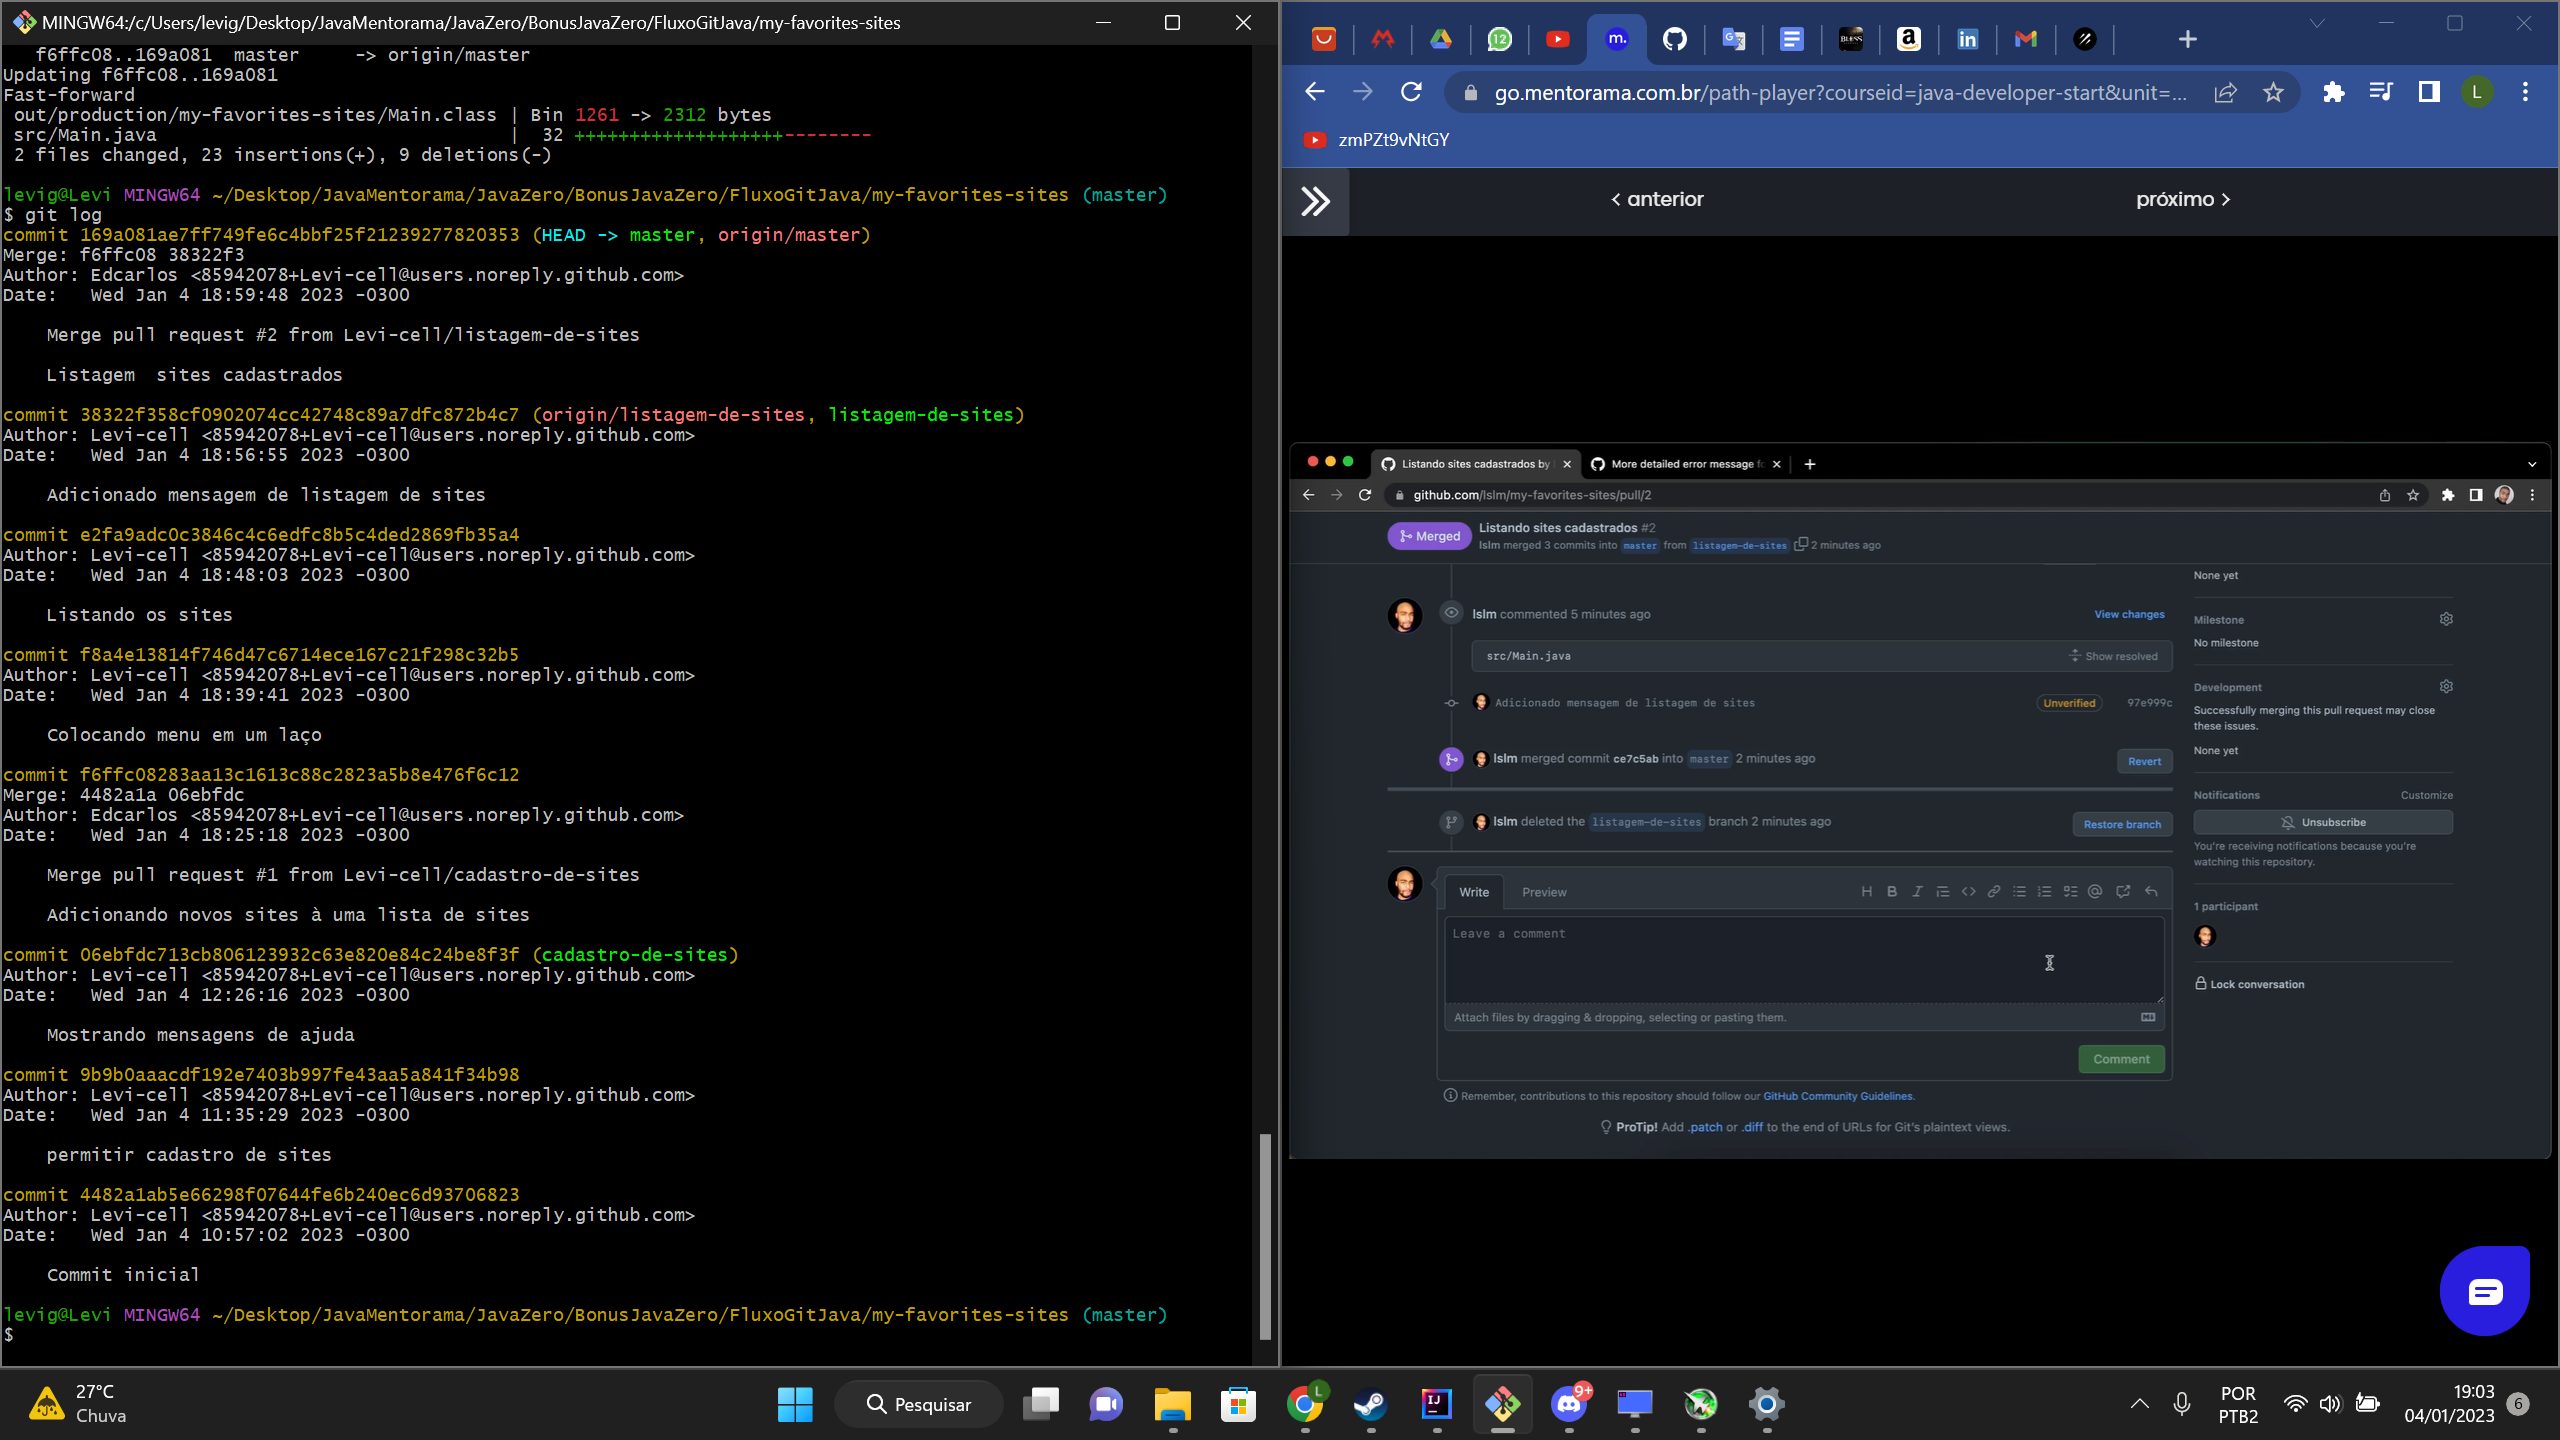 MINGW64:/c/Users/levig/Desktop/JavaMentorama/JavaZero/BonusJavaZero/FluxoGitJava/my-favorites-sites
f6ffc08..169a081  master     -> origin/master
Updating f6ffc08..169a081
Fast-forward
out/production/my-favorites-sites/Main.class | Bin 1261 -> 2312 bytes
src/Main.java                                |  32 +++++++++++++++++++--------
2 files changed, 23 insertions(+), 9 deletions(-)
levig@Levi MINGW64 ~/Desktop/JavaMentorama/JavaZero/BonusJavaZero/FluxoGitJava/my-favorites-sites (master)
$ git log
commit 169a081ae7ff749fe6c4bbf25f21239277820353 (HEAD -> master, origin/master)
Merge: f6ffc08 38322f3
Author: Edcarlos <85942078+Levi-cell@users.noreply.github.com>
Date:   Wed Jan 4 18:59:48 2023 -0300
Merge pull request #2 from Levi-cell/listagem-de-sites
Listagem  sites cadastrados
commit 38322f358cf0902074cc42748c89a7dfc872b4c7 (origin/listagem-de-sites, listagem-de-sites)
Author: Levi-cell <85942078+Levi-cell@users.noreply.github.com>
Date:   Wed Jan 4 18:56:55 2023 -0300
Adicionado mensagem de listagem de sites
commit e2fa9adc0c3846c4c6edfc8b5c4ded2869fb35a4
Author: Levi-cell <85942078+Levi-cell@users.noreply.github.com>
Date:   Wed Jan 4 18:48:03 2023 -0300
Listando os sites
commit f8a4e13814f746d47c6714ece167c21f298c32b5
Author: Levi-cell <85942078+Levi-cell@users.noreply.github.com>
Date:   Wed Jan 4 18:39:41 2023 -0300
Colocando menu em um laço
commit f6ffc08283aa13c1613c88c2823a5b8e476f6c12
Merge: 4482a1a 06ebfdc
Author: Edcarlos <85942078+Levi-cell@users.noreply.github.com>
Date:   Wed Jan 4 18:25:18 2023 -0300
Merge pull request #1 from Levi-cell/cadastro-de-sites
Adicionando novos sites à uma lista de sites
commit 06ebfdc713cb806123932c63e820e84c24be8f3f (cadastro-de-sites)
Author: Levi-cell <85942078+Levi-cell@users.noreply.github.com>
Date:   Wed Jan 4 12:26:16 2023 -0300
Mostrando mensagens de ajuda
commit 9b9b0aaacdf192e7403b997fe43aa5a841f34b98
Author: Levi-cell <85942078+Levi-cell@users.noreply.github.com>
Date:   Wed Jan 4 11:35:29 2023 -0300
permitir cadastro de sites
commit 4482a1ab5e66298f07644fe6b240ec6d93706823
Author: Levi-cell <85942078+Levi-cell@users.noreply.github.com>
Date:   Wed Jan 4 10:57:02 2023 -0300
Commit inicial
levig@Levi MINGW64 ~/Desktop/JavaMentorama/JavaZero/BonusJavaZero/FluxoGitJava/my-favorites-sites (master)
$
12 m. BLESS a in
go.mentorama.com.br/path-player?courseid=java-developer-start&unit=... L
zmPZt9vNtGY
< anterior próximo >
Listando sites cadastrados by More detailed error message fo
github.com/lslm/my-favorites-sites/pull/2
Merged Listando sites cadastrados #2
lslm merged 3 commits into master from listagem-de-sites 2 minutes ago
None yet
lslm commented 5 minutes ago View changes
Milestone
No milestone
src/Main.java Show resolved
Development
Adicionado mensagem de listagem de sites Unverified 97e999c
Successfully merging this pull request may close
these issues.
None yet
lslm merged commit ce7c5ab into master 2 minutes ago Revert
Notifications Customize
lslm deleted the listagem-de-sites branch 2 minutes ago Restore branch
Unsubscribe
You're receiving notifications because you're
watching this repository.
Write Preview H B I
1 participant
Leave a comment
Lock conversation
Attach files by dragging & dropping, selecting or pasting them.
Comment
Remember, contributions to this repository should follow our GitHub Community Guidelines.
ProTip! Add .patch or .diff to the end of URLs for Git's plaintext views.
27°C
Chuva
Pesquisar
L
IJ
9+
POR
PTB2
19:03
04/01/2023
6